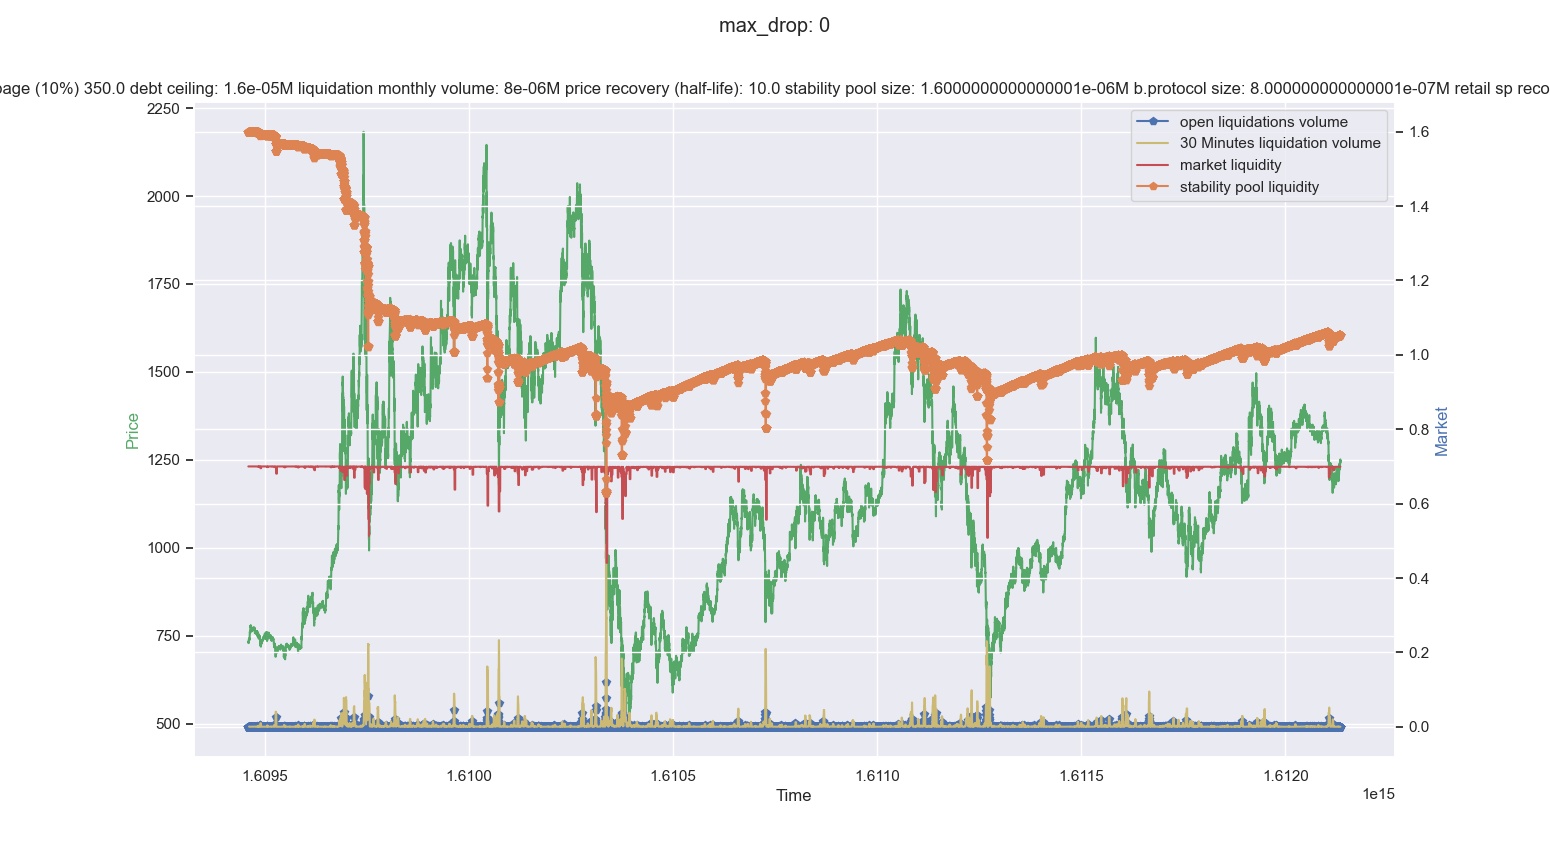 max_drop: 0
page (10%) 350.0 debt ceiling: 1.6e-05M liquidation monthly volume: 8e-06M price recovery (half-life): 10.0 stability pool size: 1.6000000000000001e-06M b.protocol size: 8.000000000000001e-07M retail sp reco
open liquidations volume
30 Minutes liquidation volume
market liquidity
stability pool liquidity
2250
2000
1750
1500
1250
1000
750
500
Price
1.6
1.4
1.2
1.0
0.8
0.6
0.4
0.2
0.0
Market
1.6095
1.6100
1.6105
1.6110
1.6115
1.6120
Time
1e15